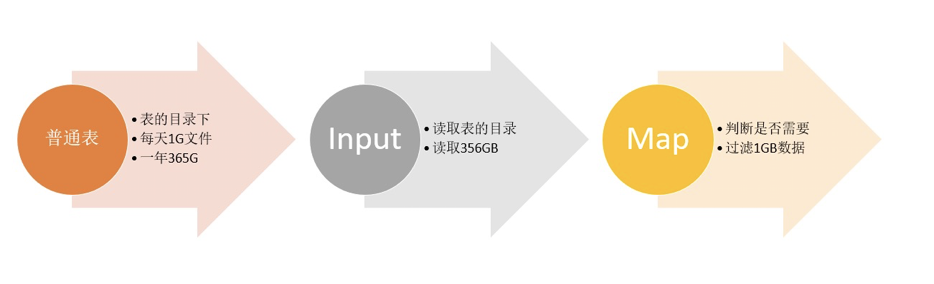 普通表
• 表的目录下
• 每天1G文件
• 一年365G
Input
• 读取表的目录
• 读取356GB
Map
• 判断是否需要
• 过滤1GB数据